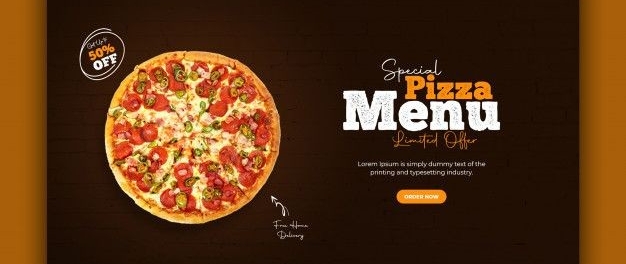 Get Up To
50%
OFF
Special
Pizza
Menu
Limited Offer
Lorem Ipsum is simply dummy text of the
printing and typesetting industry.
ORDER NOW
Free Home
Delivery